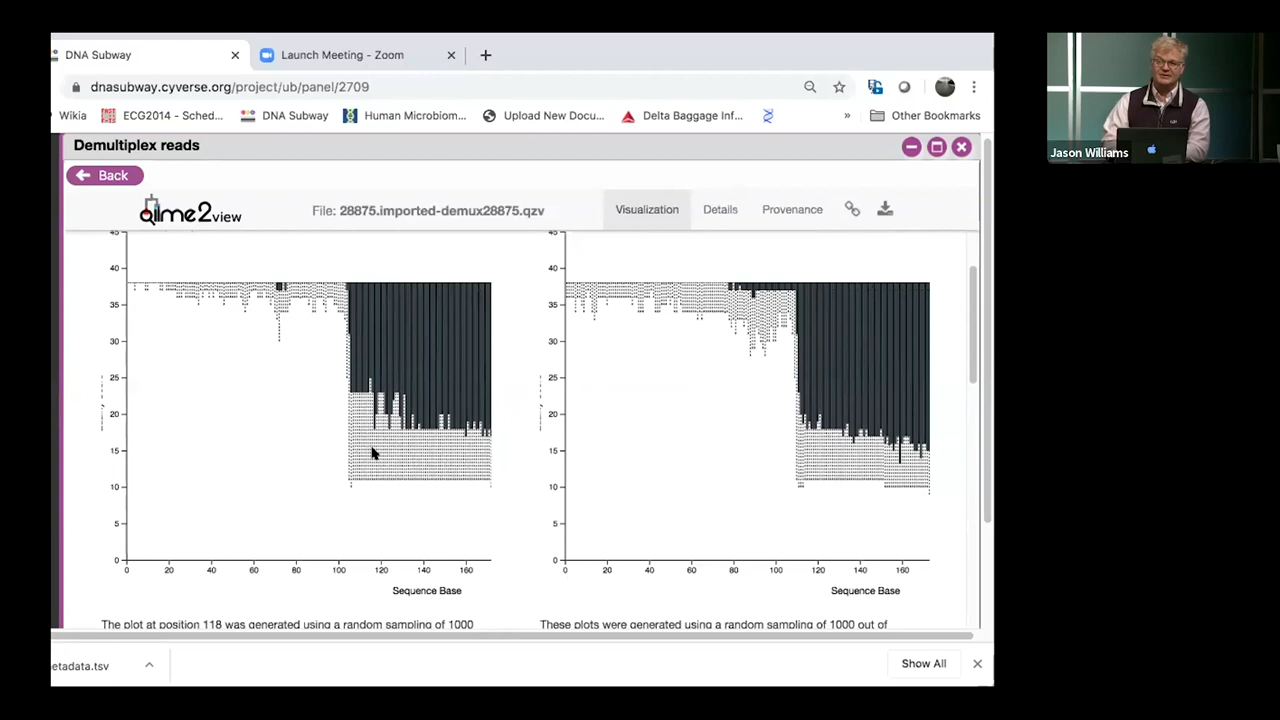 DNA Subway
Launch Meeting - Zoom
dnasubway.cyverse.org/project/ub/panel/2709
Wikia ECG2014 - Sched... DNA Subway Human Microbiom... Upload New Docu... Delta Baggage Inf... » Other Bookmarks
Demultiplex reads
Back
qiime2view File: 28875.imported-demux28875.qzv Visualization Details Provenance
45 45
40 40
35 35
30 30
25 25
20 20
15 15
10 10
5 5
0 0
0 20 40 60 80 100 120 140 160 0 20 40 60 80 100 120 140 160
Sequence Base Sequence Base
The plot at position 118 was generated using a random sampling of 1000 These plots were generated using a random sampling of 1000 out of
etadata.tsv Show All
Jason Williams